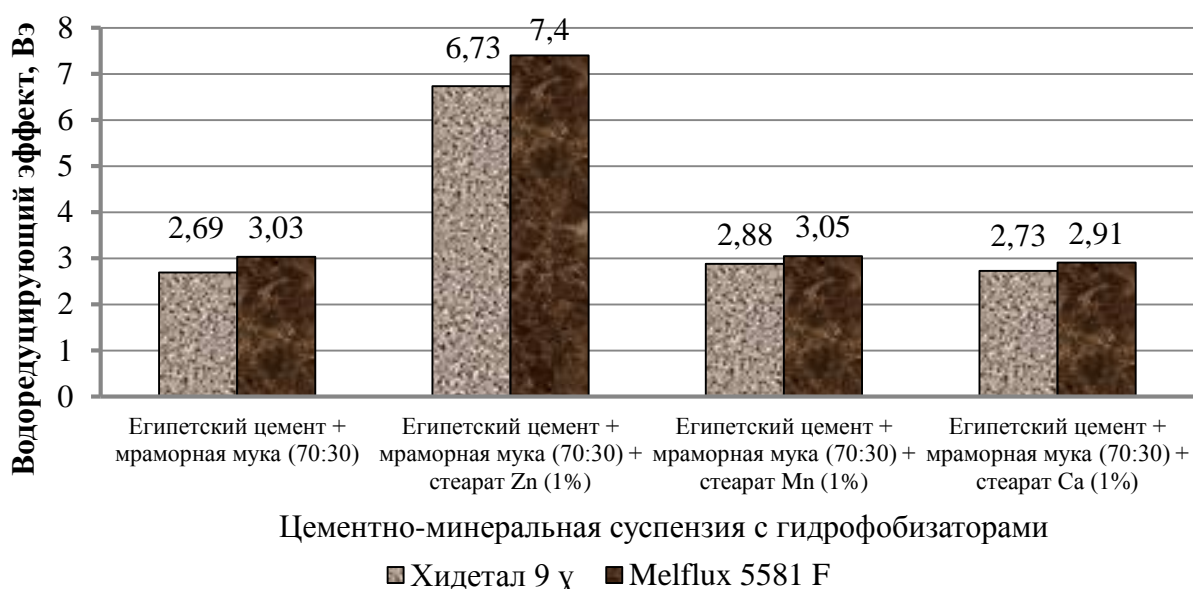 Водоредуцирующий эффект, Вэ
8
7
6
5
4
3
2
1
0
2,69
3,03
6,73
7,4
2,88
3,05
2,73
2,91
Египетский цемент +
мраморная мука (70:30)
Египетский цемент +
мраморная мука (70:30) +
стеарат Zn (1%)
Египетский цемент +
мраморная мука (70:30) +
стеарат Mn (1%)
Египетский цемент +
мраморная мука (70:30) +
стеарат Ca (1%)
Цементно-минеральная суспензия с гидрофобизаторами
Хидетал 9 γ
Melflux 5581 F